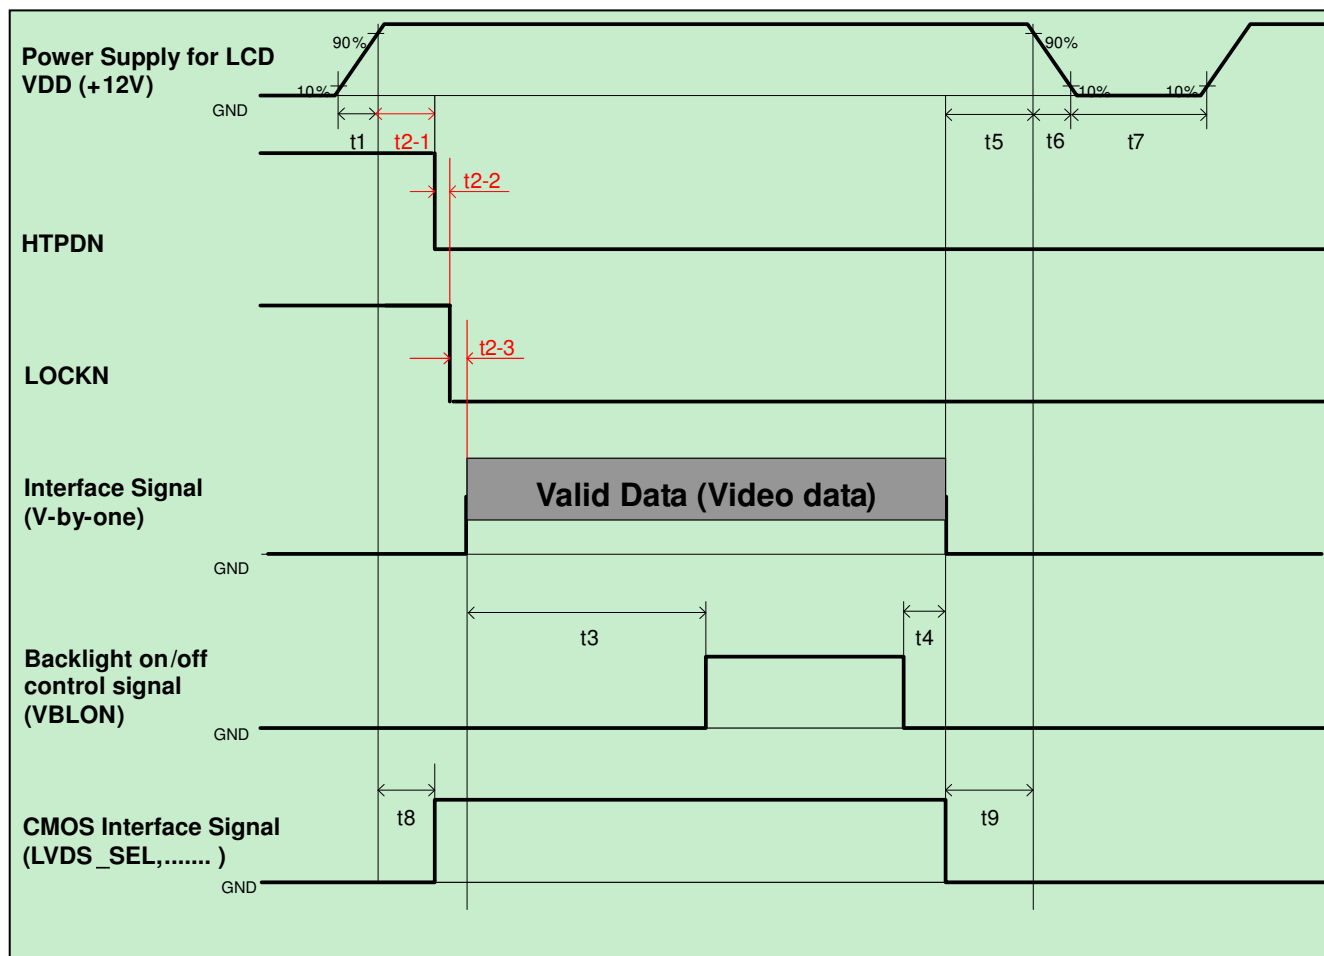 Power Supply for LCD
VDD (+12V)
90%
10%
GND
90%
10%
10%
t1
t2-1
t5
t6
t7
t2-2
HTPDN
t2-3
LOCKN
Interface Signal
(V-by-one)
Valid Data (Video data)
GND
t3
t4
Backlight on/off
control signal
(VBLON)
GND
t8
t9
CMOS Interface Signal
(LVDS_SEL,....... )
GND